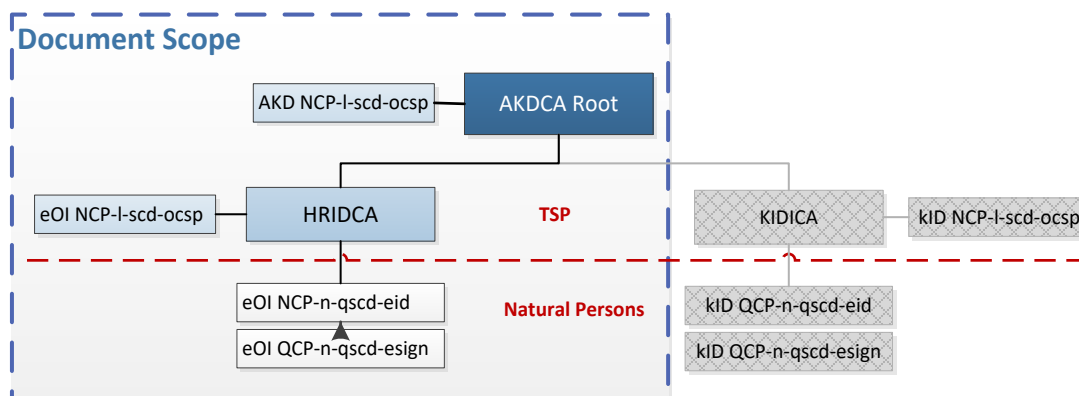 Document Scope
AKD NCP-l-scd-ocsp
AKDCA Root
eOI NCP-l-scd-ocsp
HRIDCA
TSP
KIDICA
kID NCP-l-scd-ocsp
eOI NCP-n-qscd-eid
Natural Persons
kID QCP-n-qscd-eid
eOI QCP-n-qscd-esign
kID QCP-n-qscd-esign